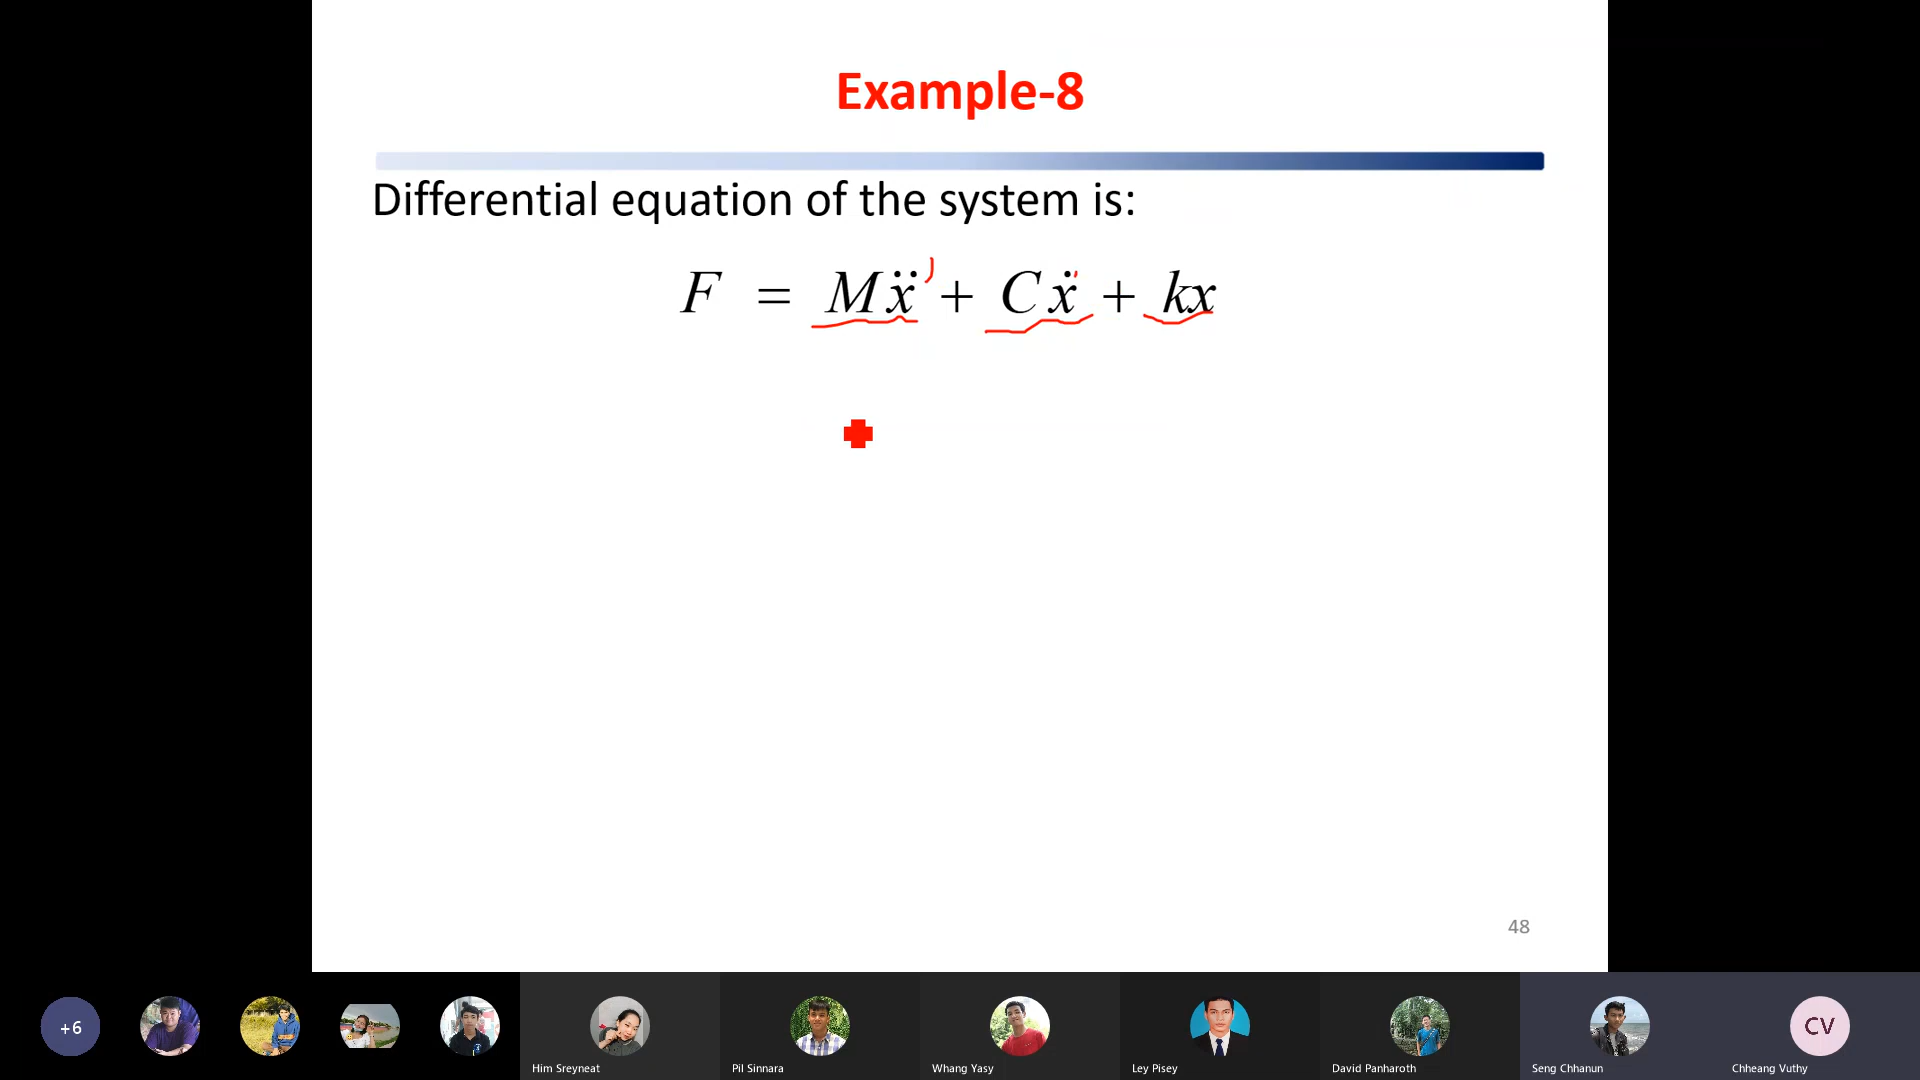 Example-8
Differential equation of the system is:
F = Mẍ + Cẋ + kx
48
+6
Him Sreyneat
Pil Sinnara
Whang Yasy
Ley Pisey
David Panharoth
Seng Chhanun
CV
Chheang Vuthy